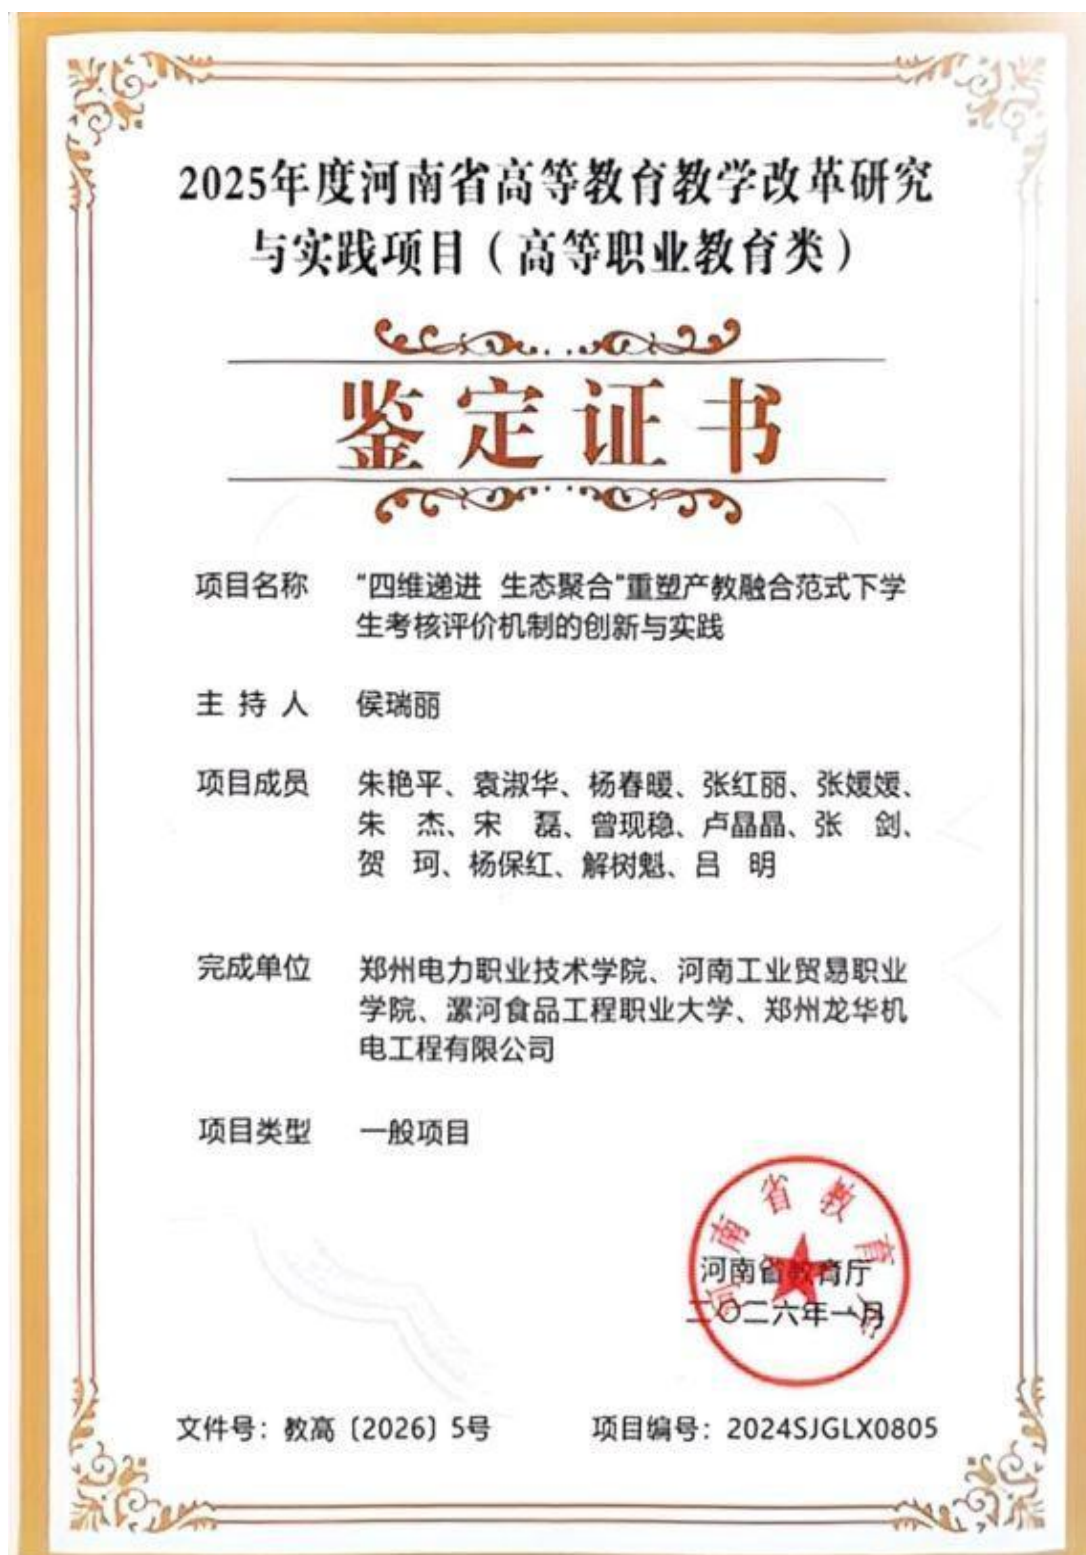 2025年度河南省高等教育教学改革研究
与实践项目（高等职业教育类）
鉴定证书
项目名称 “四维递进 生态聚合”重塑产教融合范式下学
生考核评价机制的创新与实践
主持人 侯瑞丽
项目成员 朱艳平、袁淑华、杨春暖、张红丽、张嫒嫒、
朱 杰、宋 磊、曾现稳、卢晶晶、张 剑、
贺 珂、杨保红、解树魁、吕 明
完成单位 郑州电力职业技术学院、河南工业贸易职业
学院、漯河食品工程职业大学、郑州龙华机
电工程有限公司
项目类型 一般项目
河南省教育厅
河南省教育厅
二〇二六年一月
文件号：教高〔2026〕5号 项目编号：2024SJGLX0805